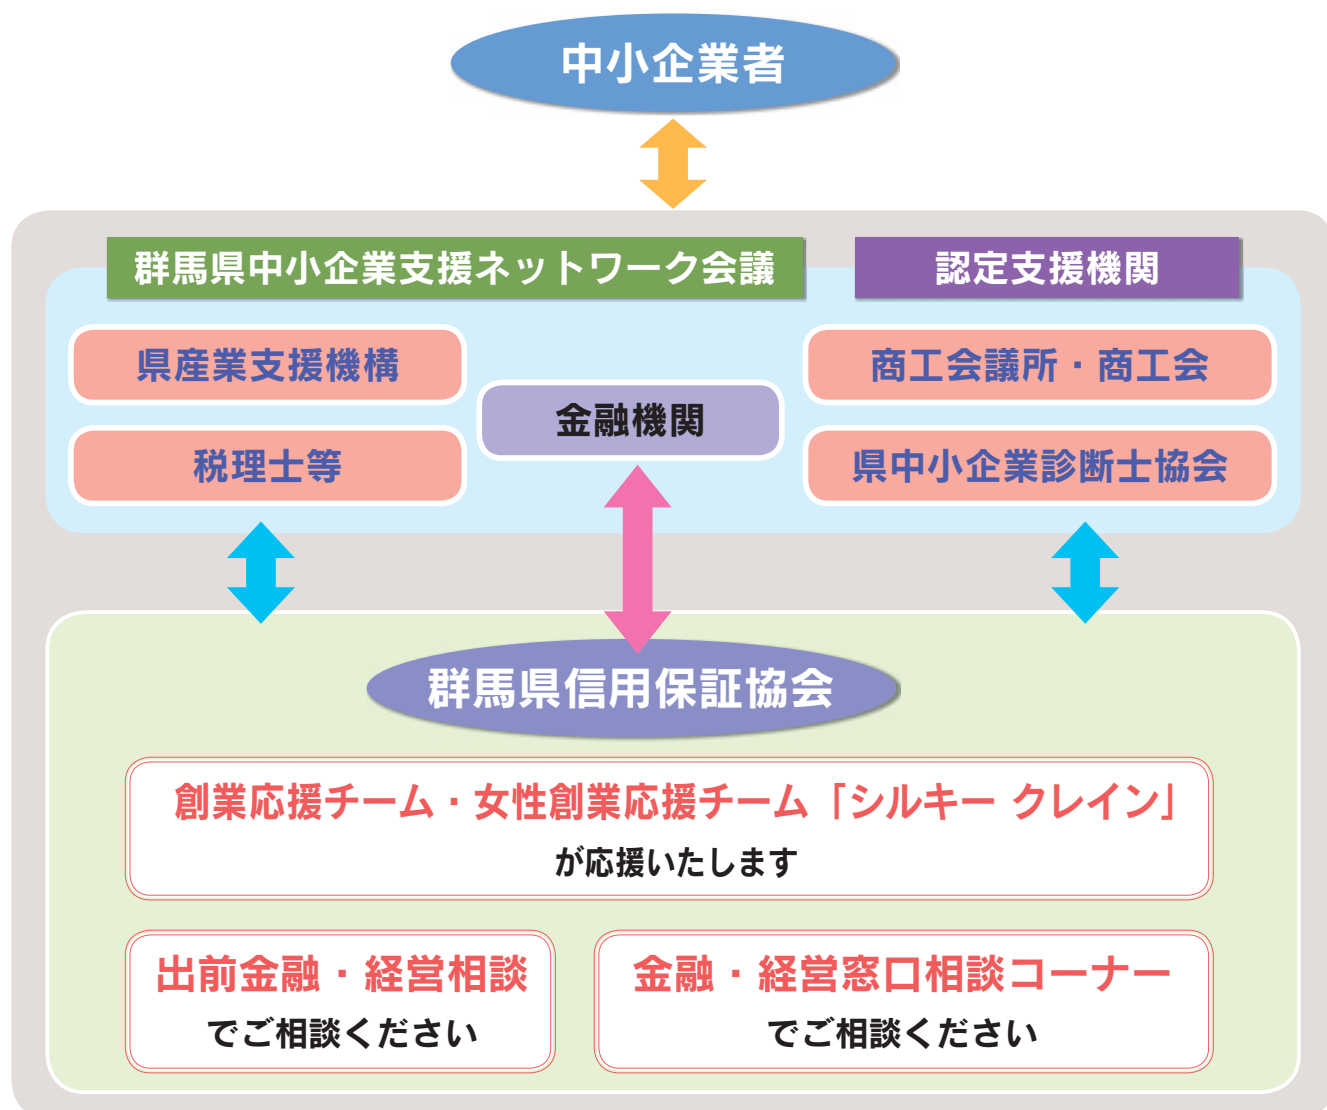 中小企業者
群馬県中小企業支援ネットワーク会議
認定支援機関
県産業支援機構
商工会議所・商工会
金融機関
税理士等
県中小企業診断士協会
群馬県信用保証協会
創業応援チーム・女性創業応援チーム「シルキー クレイン」
が応援いたします
出前金融・経営相談
でご相談ください
金融・経営窓口相談コーナー
でご相談ください